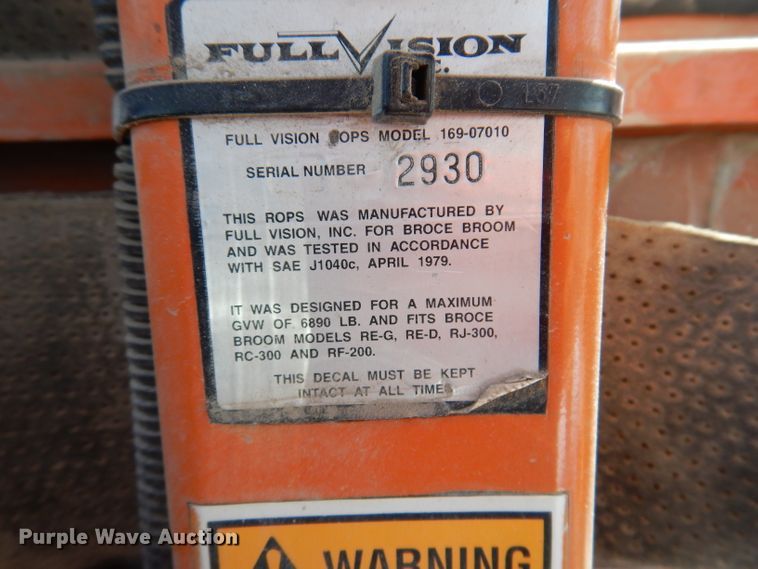 FULL VISION
C.
L67
FULL VISION ROPS MODEL 169-07010
SERIAL NUMBER 2930
THIS ROPS WAS MANUFACTURED BY
FULL VISION, INC. FOR BROCE BROOM
AND WAS TESTED IN ACCORDANCE
WITH SAE J1040c, APRIL 1979.
IT WAS DESIGNED FOR A MAXIMUM
GVW OF 6890 LB. AND FITS BROCE
BROOM MODELS RE-G, RE-D, RJ-300,
RC-300 AND RF-200.
THIS DECAL MUST BE KEPT
INTACT AT ALL TIMES
WARNING
Purple Wave Auction